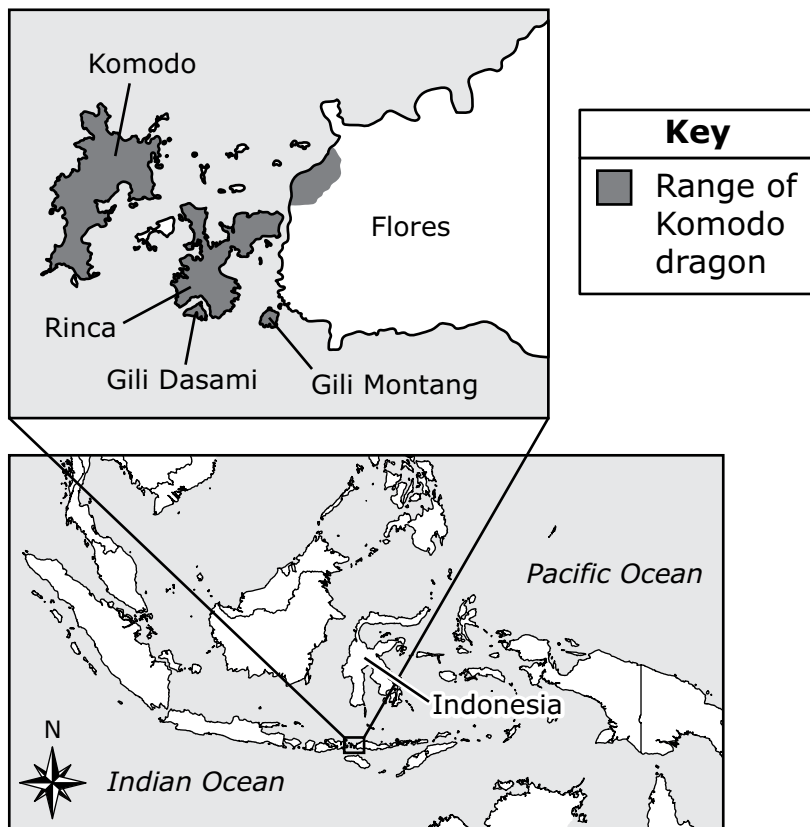 Komodo
Flores
Rinca
Gili Dasami
Gili Montang
Key
Range of
Komodo
dragon
Pacific Ocean
Indonesia
N
Indian Ocean